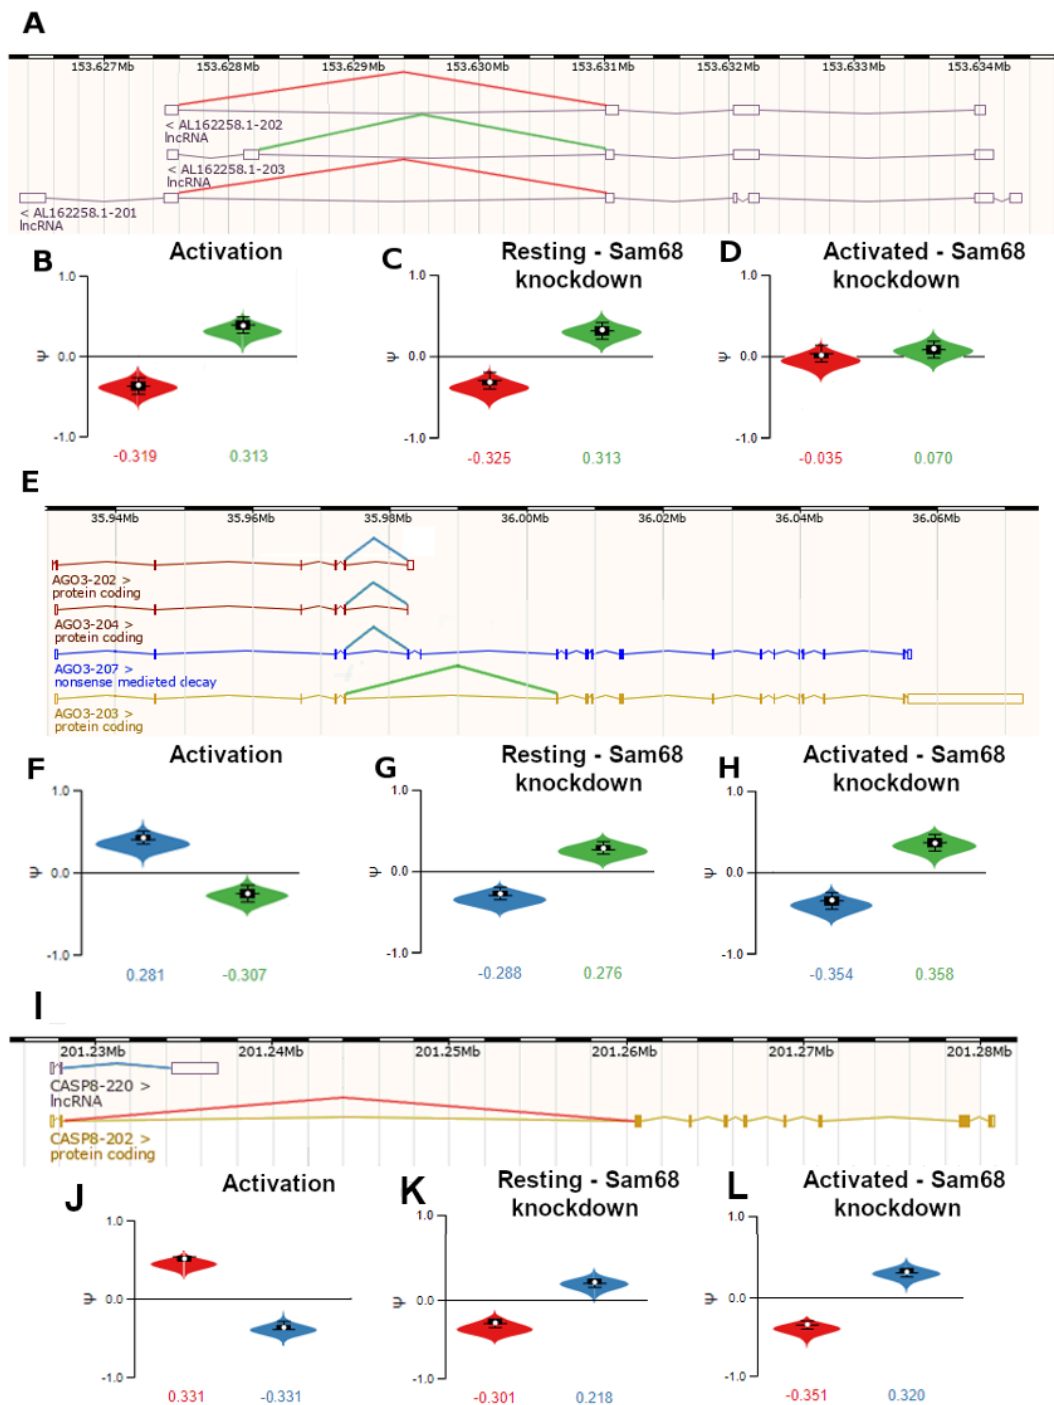 A
153.627Mb 153.628Mb 153.629Mb 153.630Mb 153.631Mb 153.632Mb 153.633Mb 153.634Mb
< AL162258.1-202
lncRNA
< AL162258.1-203
lncRNA
< AL162258.1-201
lncRNA
B Activation
C Resting - Sam68
knockdown
D Activated - Sam68
knockdown
1.0 1.0 1.0
Ψ 0.0 Ψ 0.0 Ψ 0.0
-1.0 -1.0 -1.0
-0.319 0.313 -0.325 0.313 -0.035 0.070
E
35.94Mb 35.96Mb 35.98Mb 36.00Mb 36.02Mb 36.04Mb 36.06Mb
AGO3-202 >
protein coding
AGO3-204 >
protein coding
AGO3-207 >
nonsense mediated decay
AGO3-203 >
protein coding
F Activation
G Resting - Sam68
knockdown
H Activated - Sam68
knockdown
1.0 1.0 1.0
Ψ 0.0 Ψ 0.0 Ψ 0.0
-1.0 -1.0 -1.0
0.281 -0.307 -0.288 0.276 -0.354 0.358
I
201.23Mb 201.24Mb 201.25Mb 201.26Mb 201.27Mb 201.28Mb
CASP8-220 >
lncRNA
CASP8-202 >
protein coding
J Activation
K Resting - Sam68
knockdown
L Activated - Sam68
knockdown
1.0 1.0 1.0
Ψ 0.0 Ψ 0.0 Ψ 0.0
-1.0 -1.0 -1.0
0.331 -0.331 -0.301 0.218 -0.351 0.320